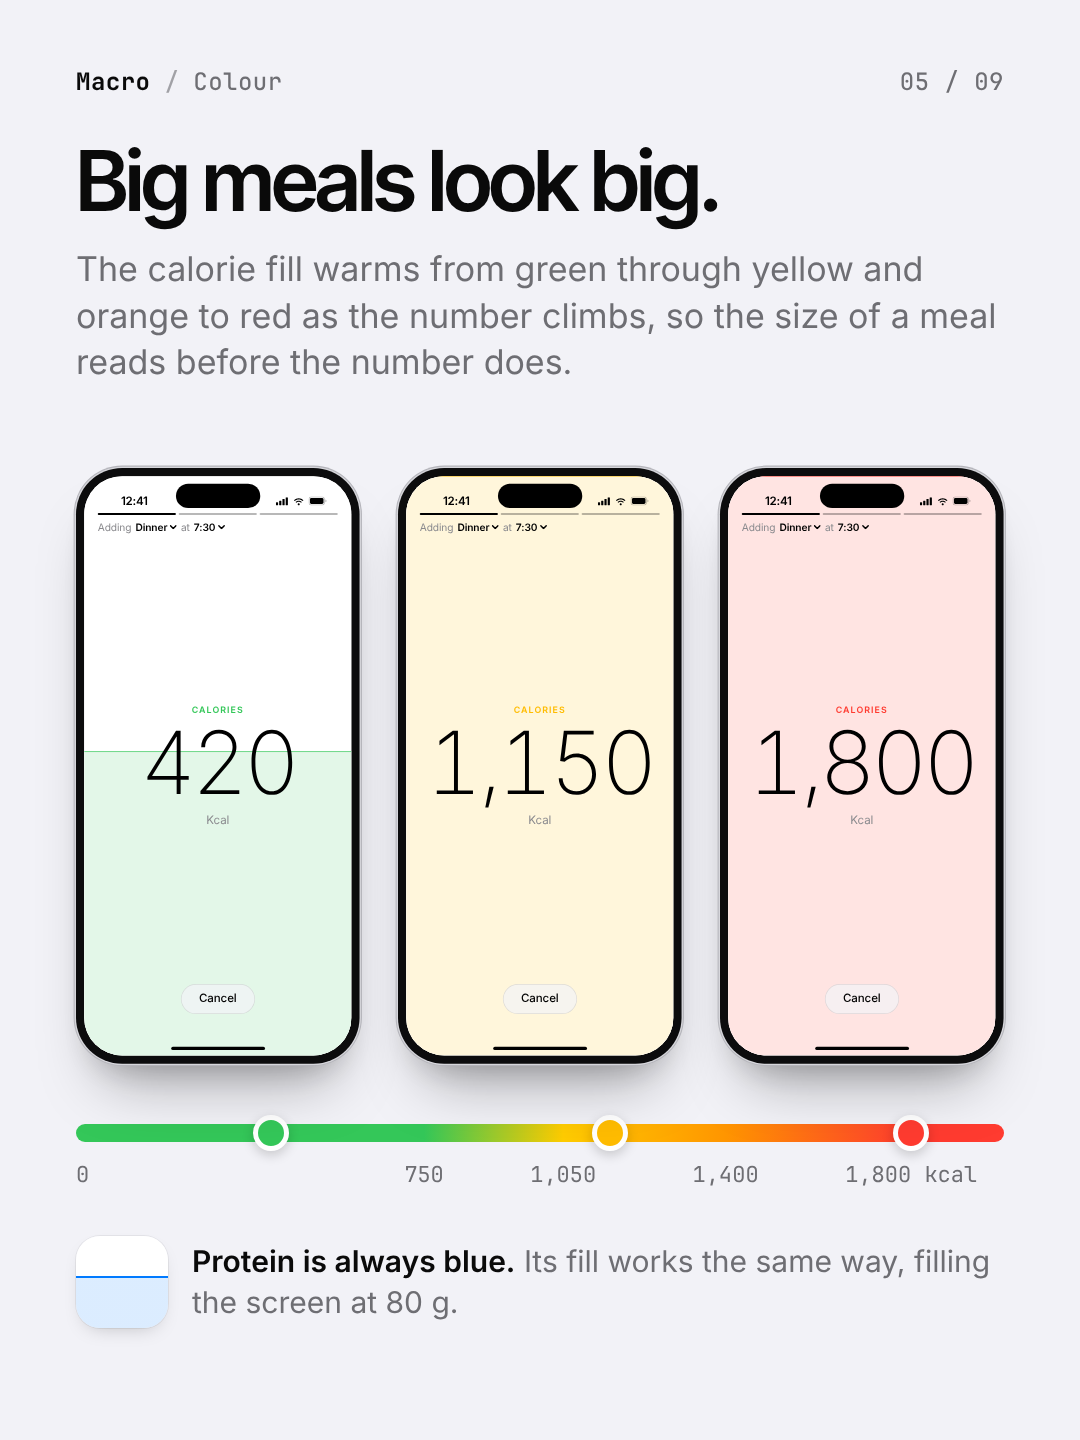 Macro / Colour
05 / 09
Big meals look big.
The calorie fill warms from green through yellow and
orange to red as the number climbs, so the size of a meal
reads before the number does.
12:41
Adding Dinner at 7:30
CALORIES
420
Kcal
Cancel
12:41
Adding Dinner at 7:30
CALORIES
1,150
Kcal
Cancel
12:41
Adding Dinner at 7:30
CALORIES
1,800
Kcal
Cancel
0 750 1,050 1,400 1,800 kcal
Protein is always blue. Its fill works the same way, filling
the screen at 80 g.